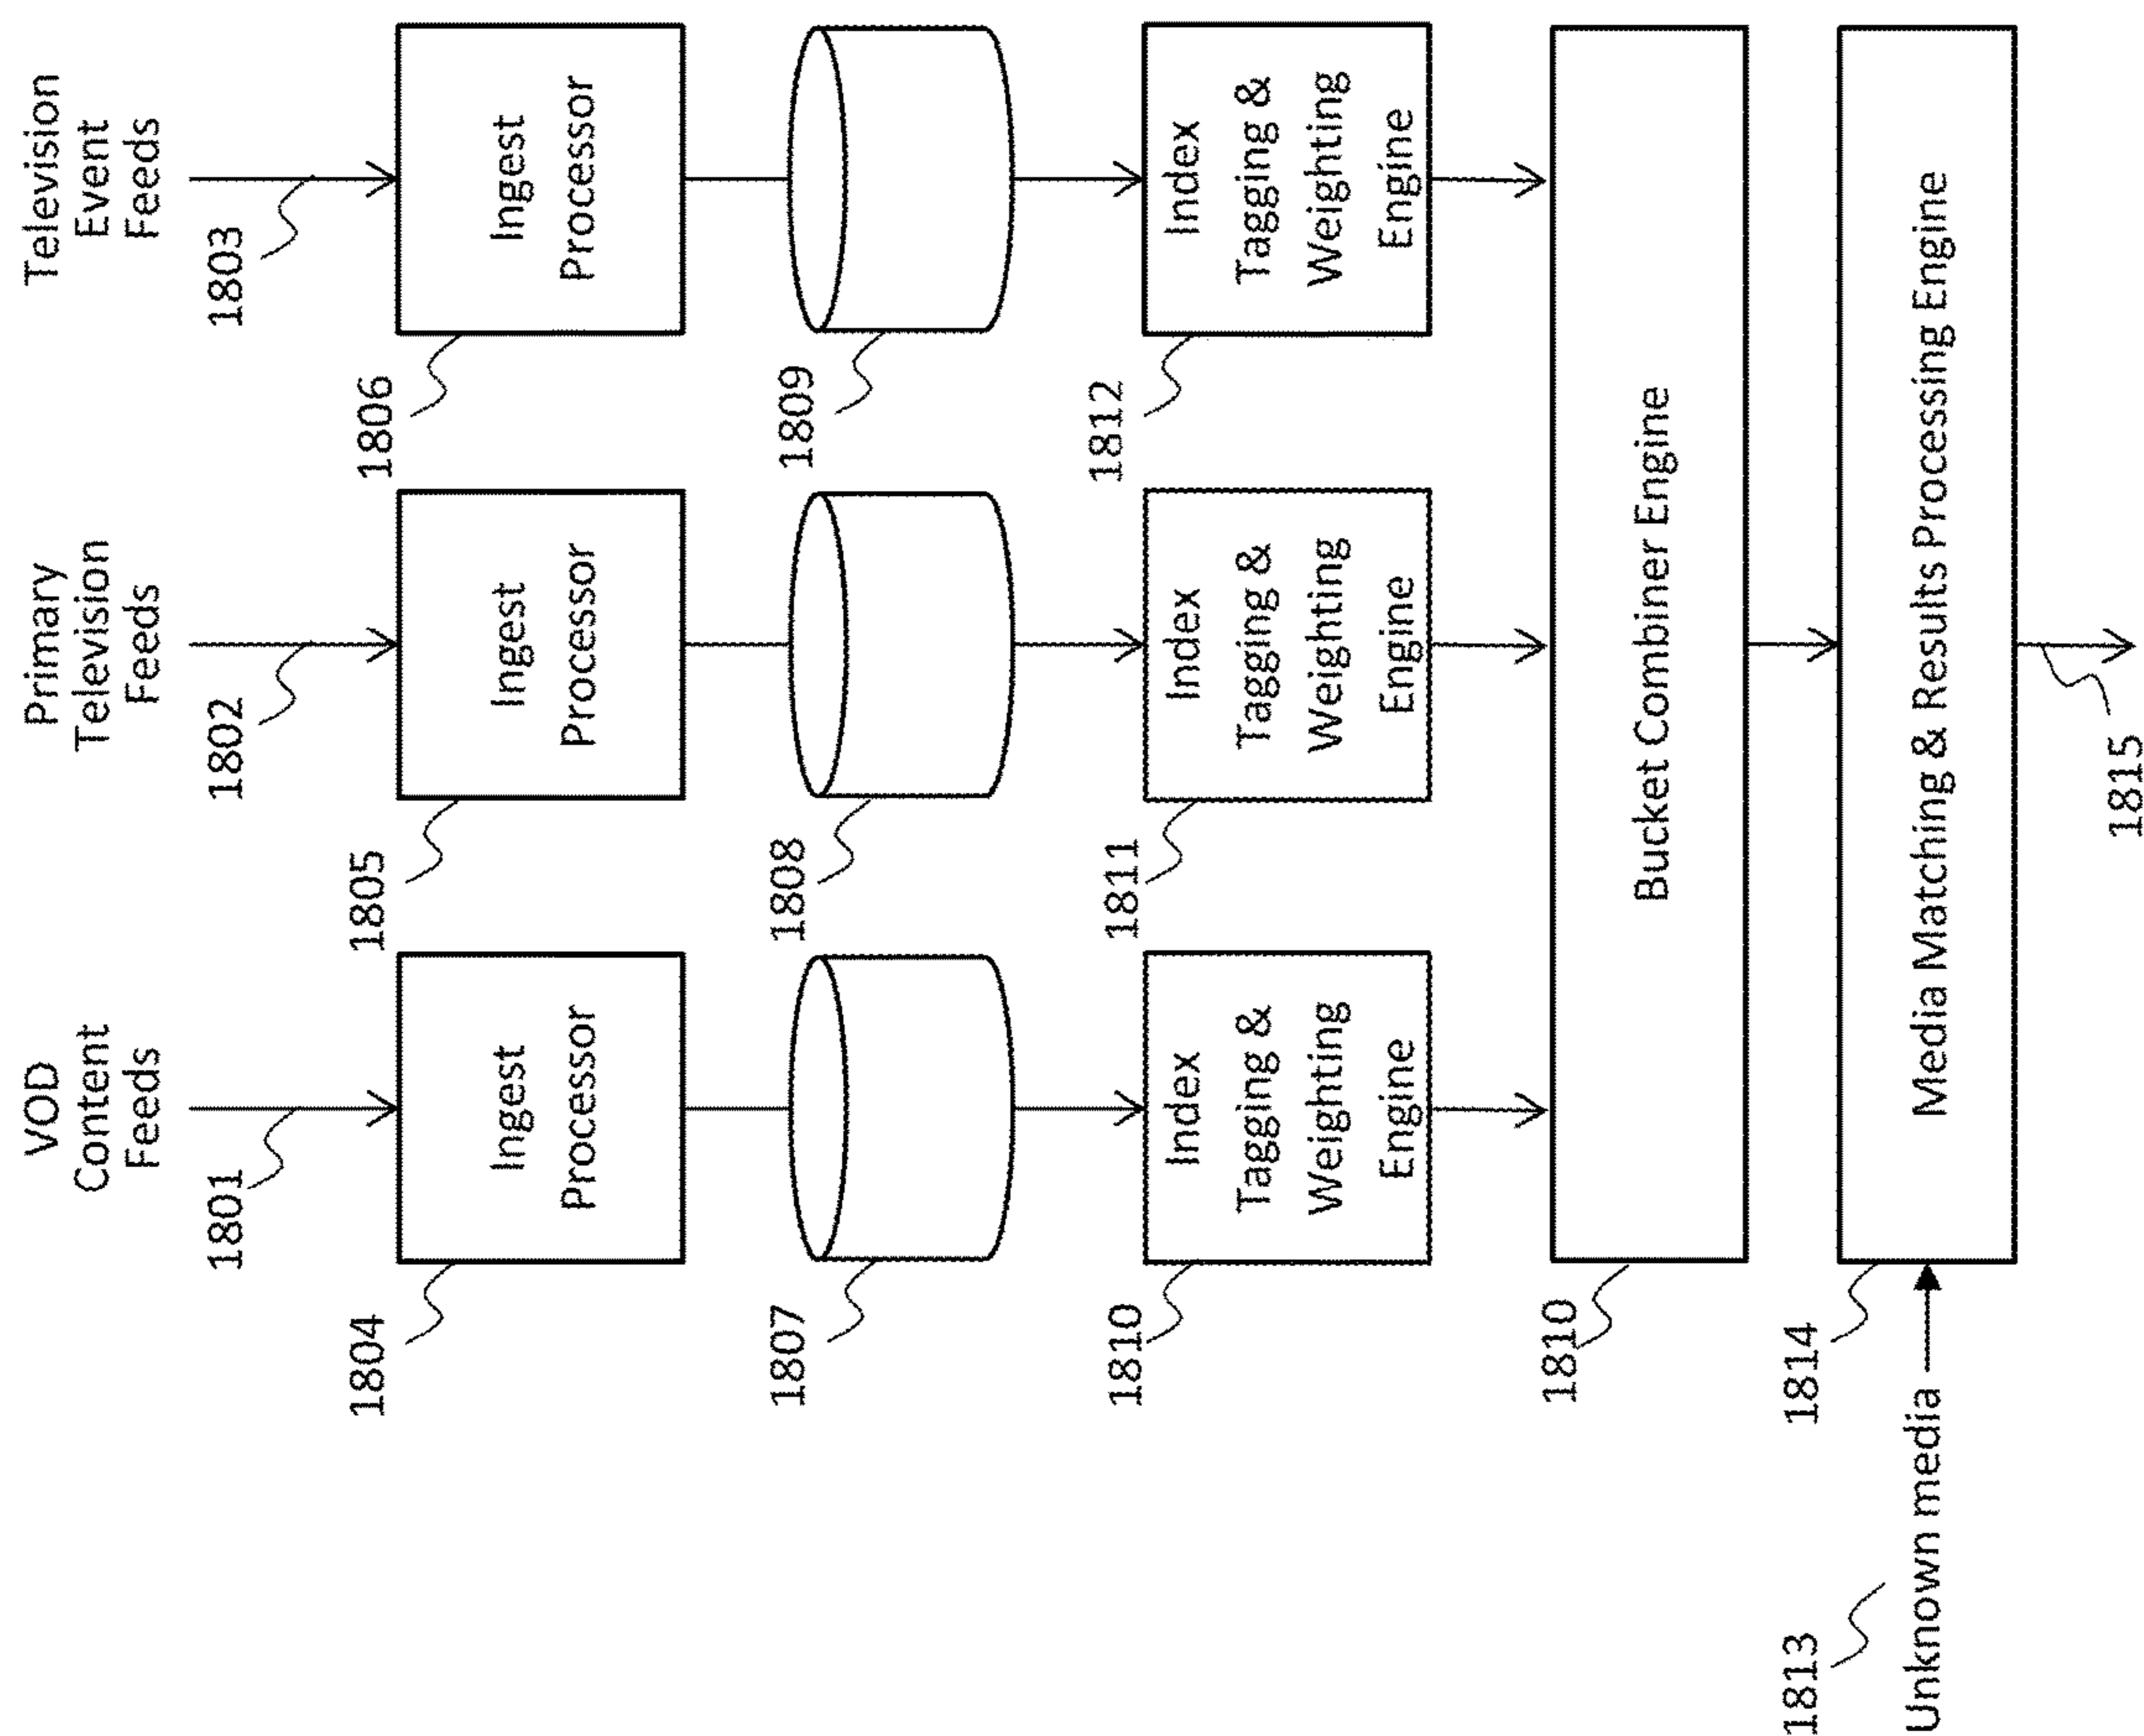 VOD
Content
Feeds
1801
Primary
Television
Feeds
1802
Television
Event
Feeds
1803
1804
Ingest
Processor
1805
Ingest
Processor
1806
Ingest
Processor
1807
1808
1809
1810
Index
Tagging &
Weighting
Engine
1811
Index
Tagging &
Weighting
Engine
1812
Index
Tagging &
Weighting
Engine
1810
Bucket Combiner Engine
1814
Media Matching & Results Processing Engine
1813
Unknown media
1815